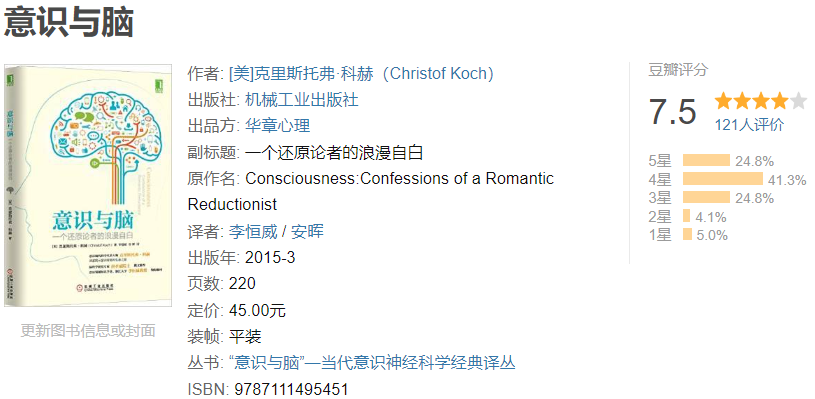 意识与脑
作者: [美]克里斯托弗·科赫（Christof Koch）
出版社: 机械工业出版社
出品方: 华章心理
副标题: 一个还原论者的浪漫自白
原作名: Consciousness:Confessions of a Romantic
Reductionist
译者: 李恒威 / 安晖
出版年: 2015-3
页数: 220
定价: 45.00元
装帧: 平装
丛书: “意识与脑”—当代意识神经科学经典译丛
ISBN: 9787111495451
意识与脑
一个还原论者的浪漫自白
更新图书信息或封面
豆瓣评分
7.5
121人评价
5星 24.8%
4星 41.3%
3星 24.8%
2星 4.1%
1星 5.0%